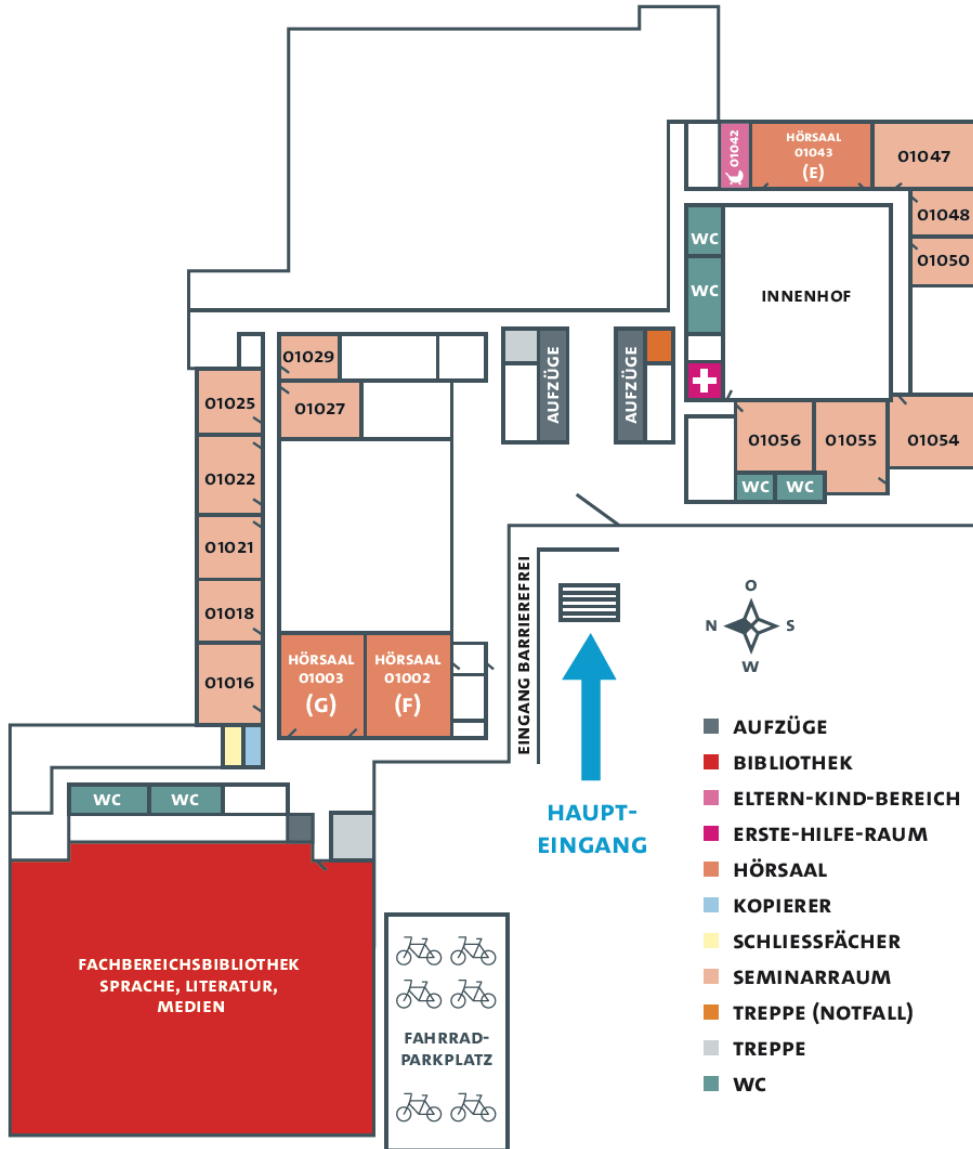 01042
HÖRSAAL
01043
(E)
01047
01048
01050
WC
WC
INNENHOF
01029
01027
AUFZÜGE
AUFZÜGE
01025
01022
01021
01018
01016
01056
01055
01054
WC
WC
HÖRSAAL
01003
(G)
HÖRSAAL
01002
(F)
EINGANG BARRIEREFREI
O
N
S
W
HAUPT-
EINGANG
WC
WC
FACHBEREICHSBIBLIOTHEK
SPRACHE, LITERATUR,
MEDIEN
FAHRRAD-
PARKPLATZ
AUFZÜGE
BIBLIOTHEK
ELTERN-KIND-BEREICH
ERSTE-HILFE-RAUM
HÖRSAAL
KOPIERER
SCHLIESSFÄCHER
SEMINARRAUM
TREPPE (NOTFALL)
TREPPE
WC